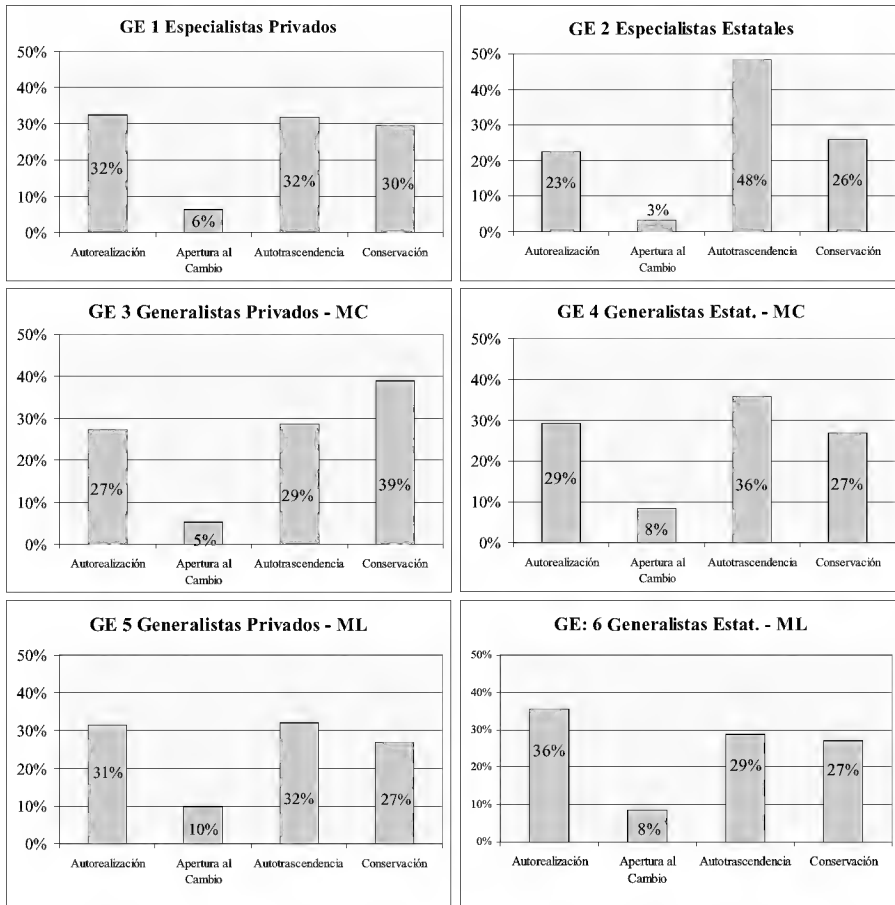 GE 1 Especialistas Privados
50%
40%
30%
20%
10%
0%
32%
6%
32%
30%
Autorealización
Apertura al
Cambio
Autotrascendencia
Conservación
GE 2 Especialistas Estatales
50%
40%
30%
20%
10%
0%
23%
3%
48%
26%
Autorealización
Apertura al
Cambio
Autotrascendencia
Conservación
GE 3 Generalistas Privados - MC
50%
40%
30%
20%
10%
0%
27%
5%
29%
39%
Autorealización
Apertura al
Cambio
Autotrascendencia
Conservación
GE 4 Generalistas Estat. - MC
50%
40%
30%
20%
10%
0%
29%
8%
36%
27%
Autorealización
Apertura al
Cambio
Autotrascendencia
Conservación
GE 5 Generalistas Privados - ML
50%
40%
30%
20%
10%
0%
31%
10%
32%
27%
Autorealización
Apertura al
Cambio
Autotrascendencia
Conservación
GE: 6 Generalistas Estat. - ML
50%
40%
30%
20%
10%
0%
36%
8%
29%
27%
Autorealización
Apertura al
Cambio
Autotrascendencia
Conservación